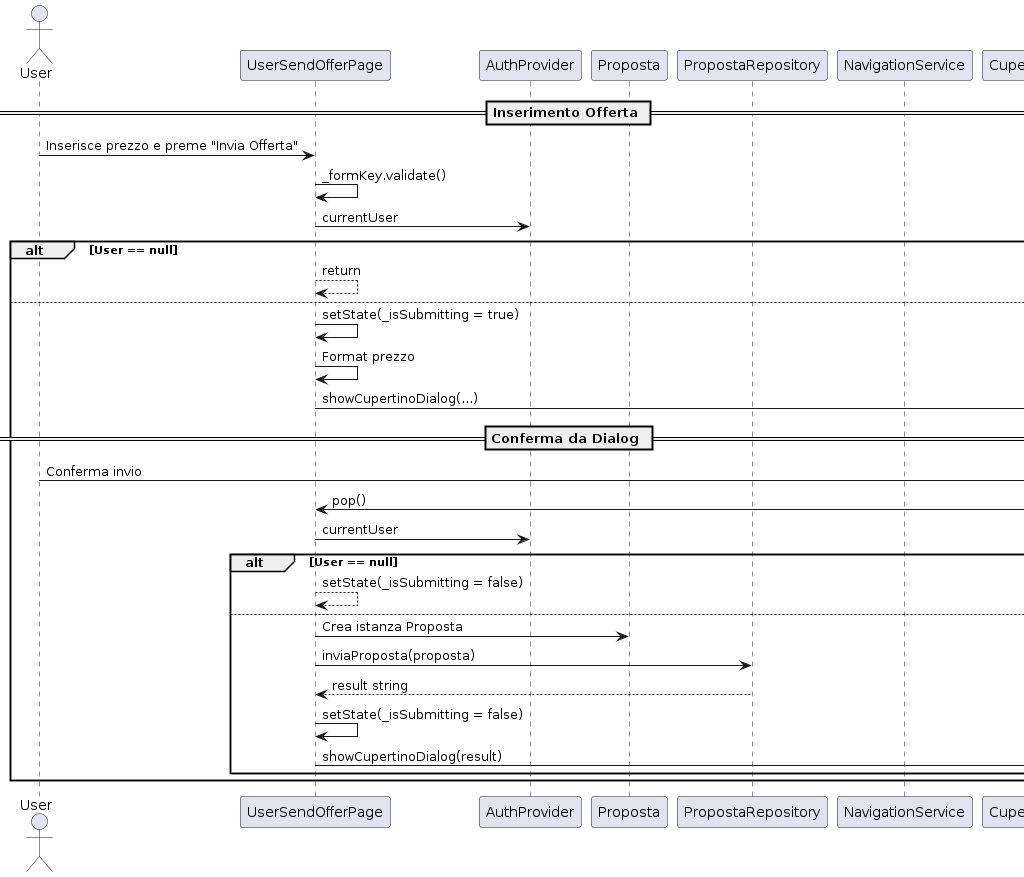 User
UserSendOfferPage
AuthProvider
Proposta
PropostaRepository
NavigationService
Cupe
Inserimento Offerta
Inserisce prezzo e preme "Invia Offerta"
_formKey.validate()
currentUser
alt
[User == null]
return
setState(_isSubmitting = true)
Format prezzo
showCupertinoDialog(...)
Conferma da Dialog
Conferma invio
pop()
currentUser
alt
[User == null]
setState(_isSubmitting = false)
Crea istanza Proposta
inviaProposta(proposta)
result string
setState(_isSubmitting = false)
showCupertinoDialog(result)
User
UserSendOfferPage
AuthProvider
Proposta
PropostaRepository
NavigationService
Cupe